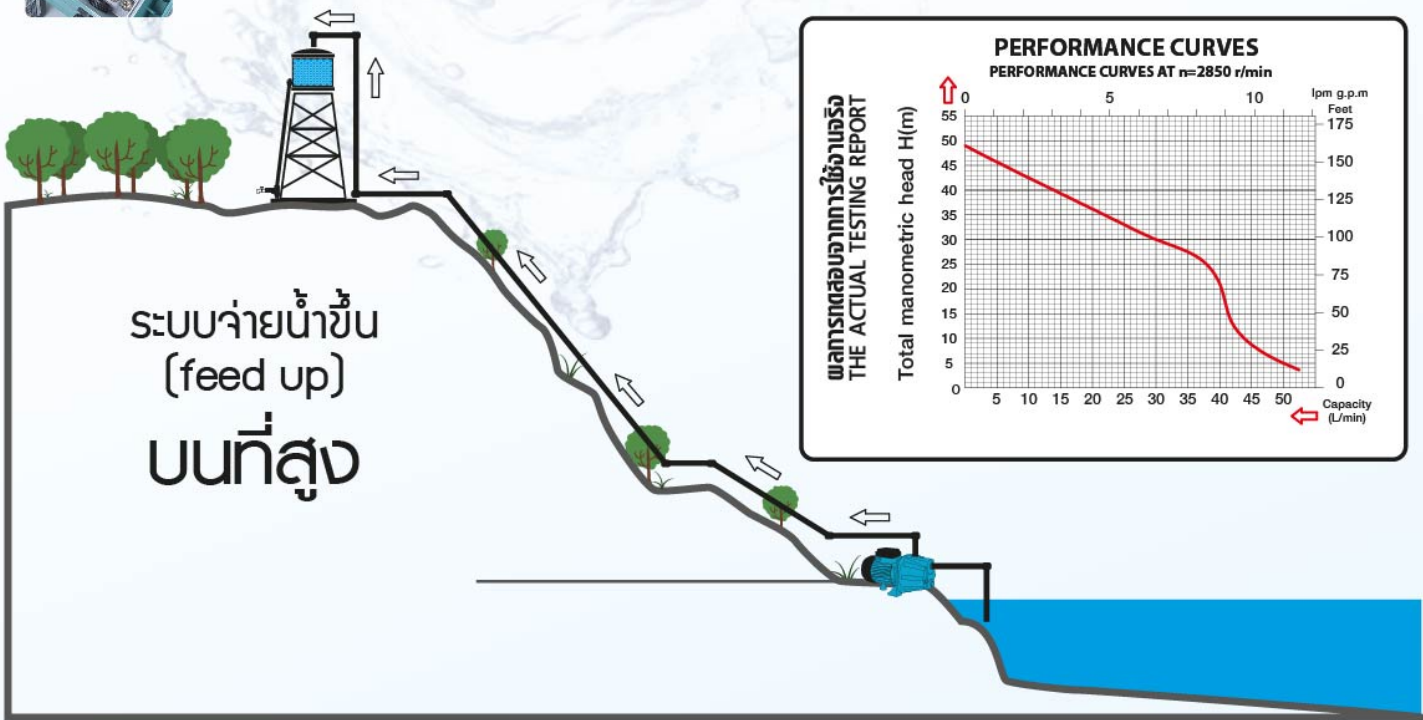 ระบบจ่ายน้ำขึ้น
(feed up)
บนที่สูง
PERFORMANCE CURVES
PERFORMANCE CURVES AT n=2850 r/min
ผลการทดสอบจากการใช้งานจริง
THE ACTUAL TESTING REPORT
Total manometric head H(m)
0 5 10 lpm g.p.m
Feet
55
50
45
40
35
30
25
20
15
10
5
0
175
150
125
100
75
50
25
0
5 10 15 20 25 30 35 40 45 50
Capacity
(L/min)